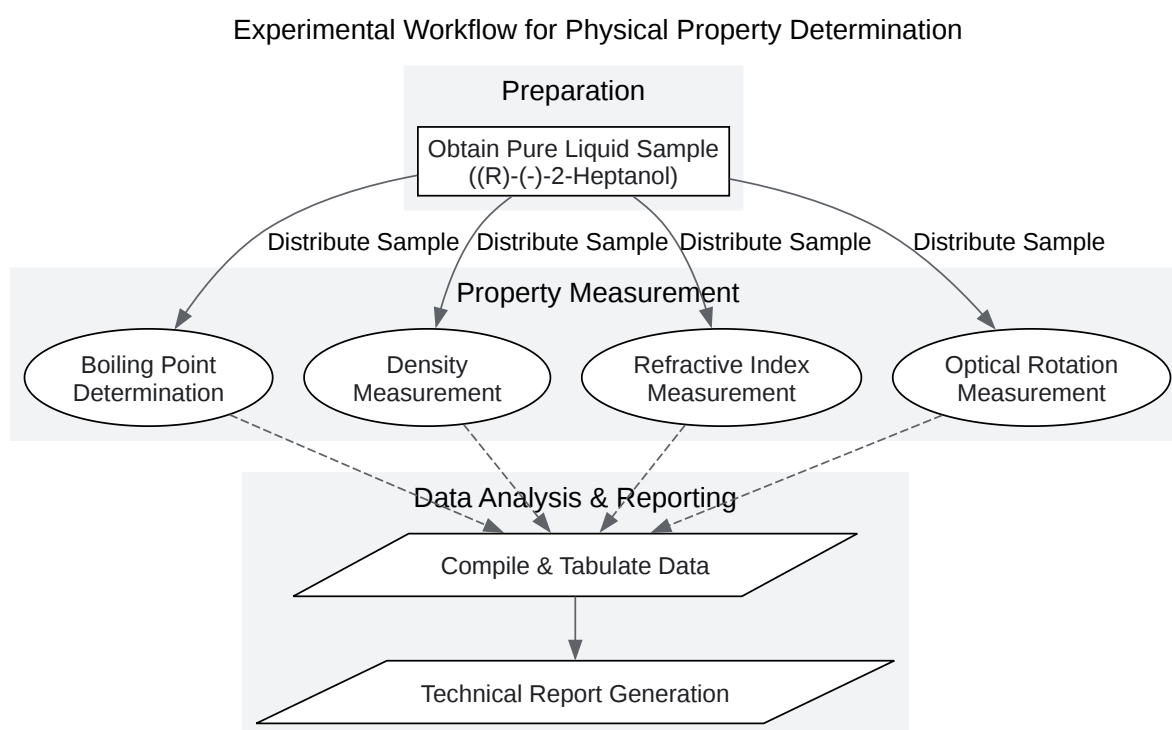 Experimental Workflow for Physical Property Determination
Preparation
Obtain Pure Liquid Sample
((R)-(-)-2-Heptanol)
Distribute Sample
Distribute Sample
Distribute Sample
Distribute Sample
Property Measurement
Boiling Point
Determination
Density
Measurement
Refractive Index
Measurement
Optical Rotation
Measurement
Data Analysis & Reporting
Compile & Tabulate Data
Technical Report Generation